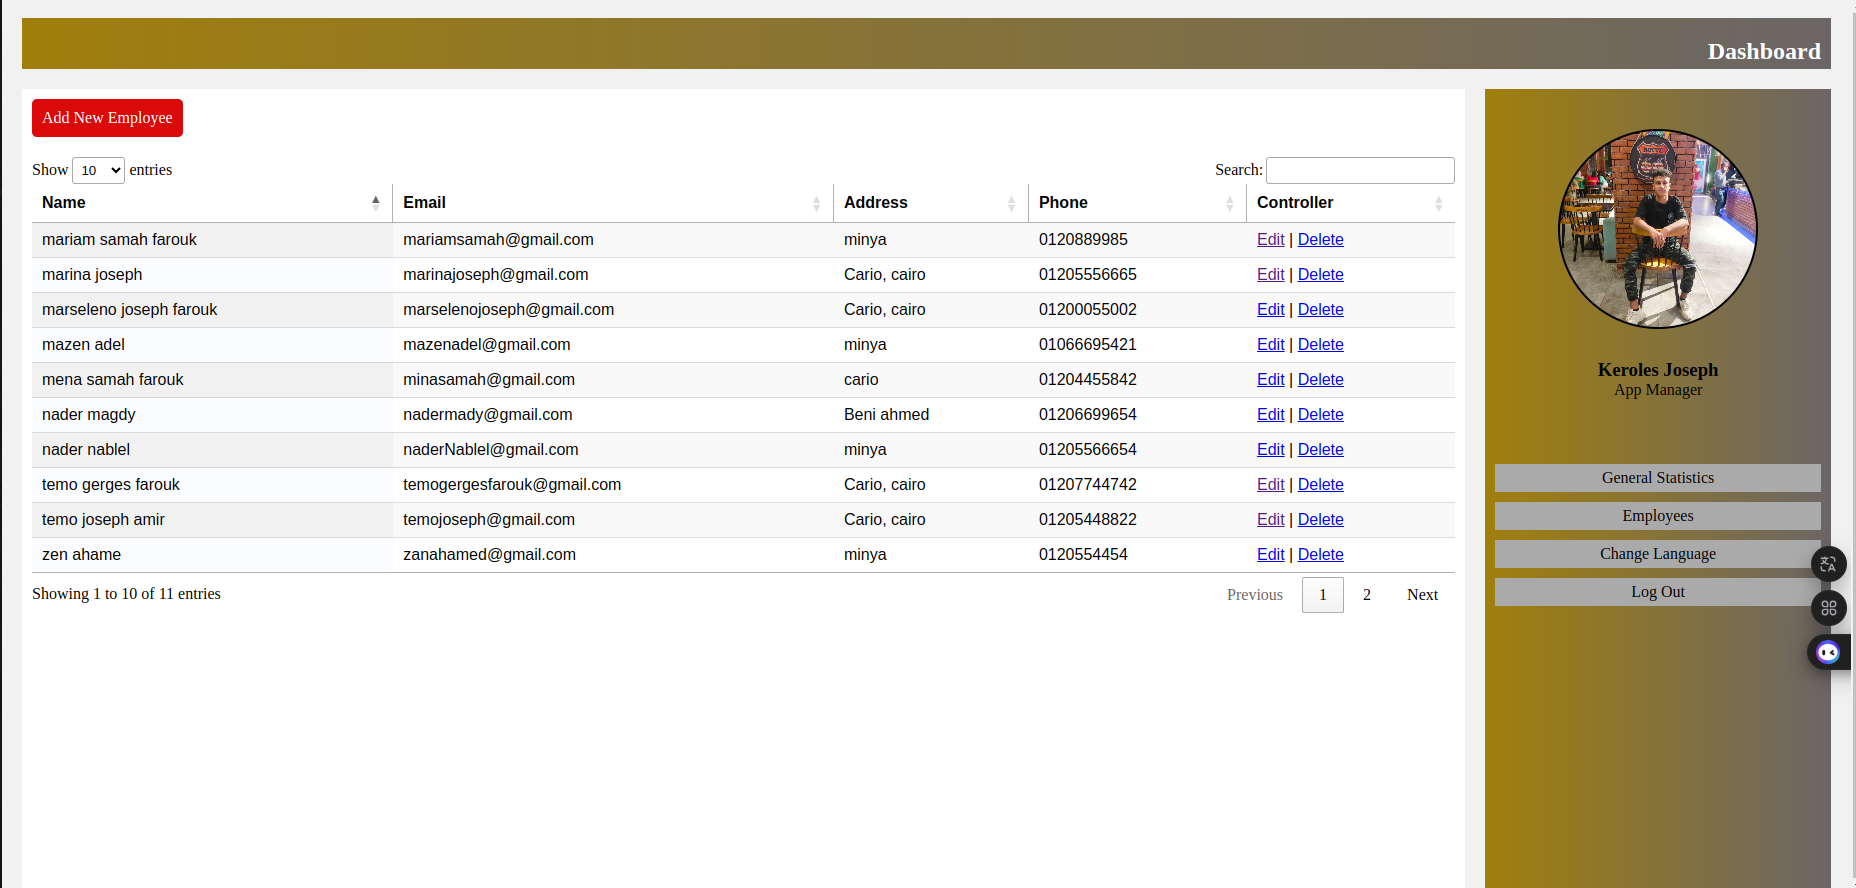 Dashboard
Add New Employee
Show 10 entries
Search:
Name Email Address Phone Controller
mariam samah farouk mariamsamah@gmail.com minya 0120889985 Edit | Delete
marina joseph marinajoseph@gmail.com Cario, cairo 01205556665 Edit | Delete
marseleno joseph farouk marselenojoseph@gmail.com Cario, cairo 01200055002 Edit | Delete
mazen adel mazenadel@gmail.com minya 01066695421 Edit | Delete
mena samah farouk minasamah@gmail.com cario 01204455842 Edit | Delete
nader magdy nadermady@gmail.com Beni ahmed 01206699654 Edit | Delete
nader nablel naderNablel@gmail.com minya 01205566654 Edit | Delete
temo gerges farouk temogergesfarouk@gmail.com Cario, cairo 01207744742 Edit | Delete
temo joseph amir temojoseph@gmail.com Cario, cairo 01205448822 Edit | Delete
zen ahame zanahamed@gmail.com minya 0120554454 Edit | Delete
Showing 1 to 10 of 11 entries
Previous 1 2 Next
Keroles Joseph
App Manager
General Statistics
Employees
Change Language
Log Out